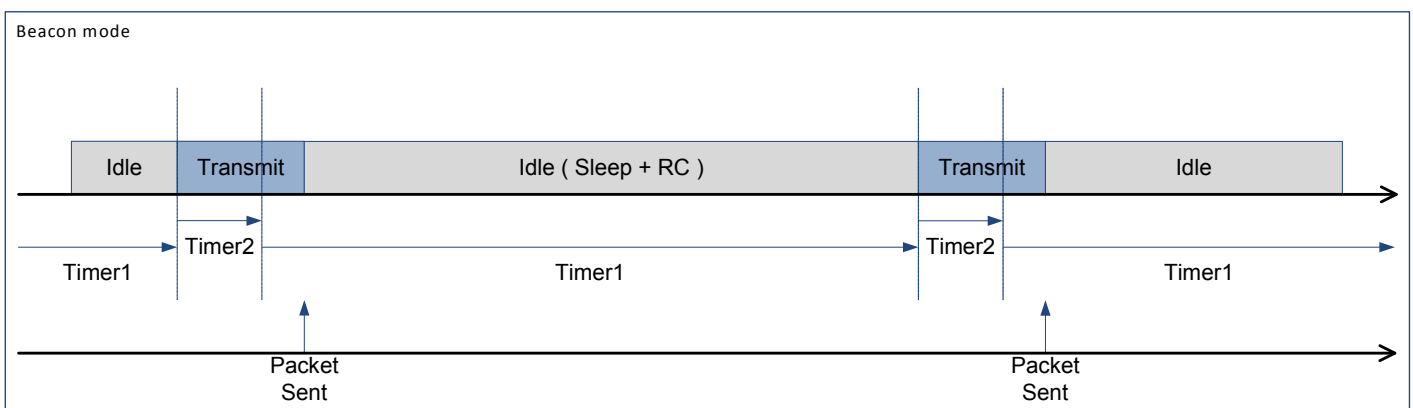 Beacon mode
Idle
Transmit
Idle ( Sleep + RC )
Transmit
Idle
Timer2
Timer2
Timer1
Timer1
Timer1
Packet
Sent
Packet
Sent